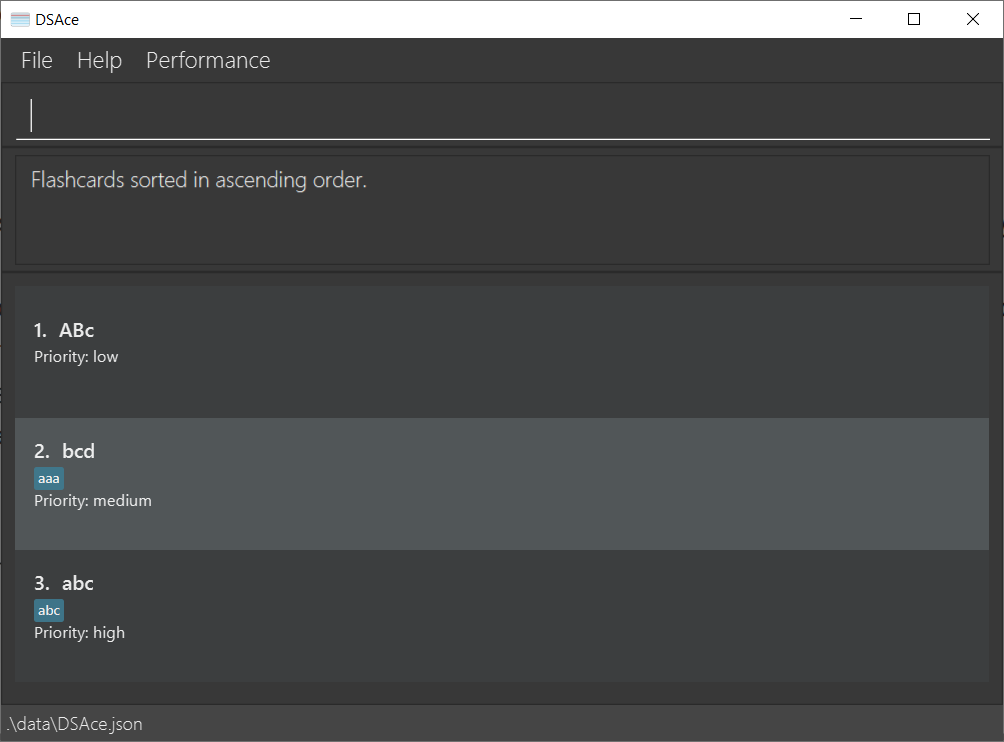 DSAce
File Help Performance
Flashcards sorted in ascending order.
1. ABc
Priority: low
2. bcd
aaa
Priority: medium
3. abc
abc
Priority: high
.\data\DSAce.json